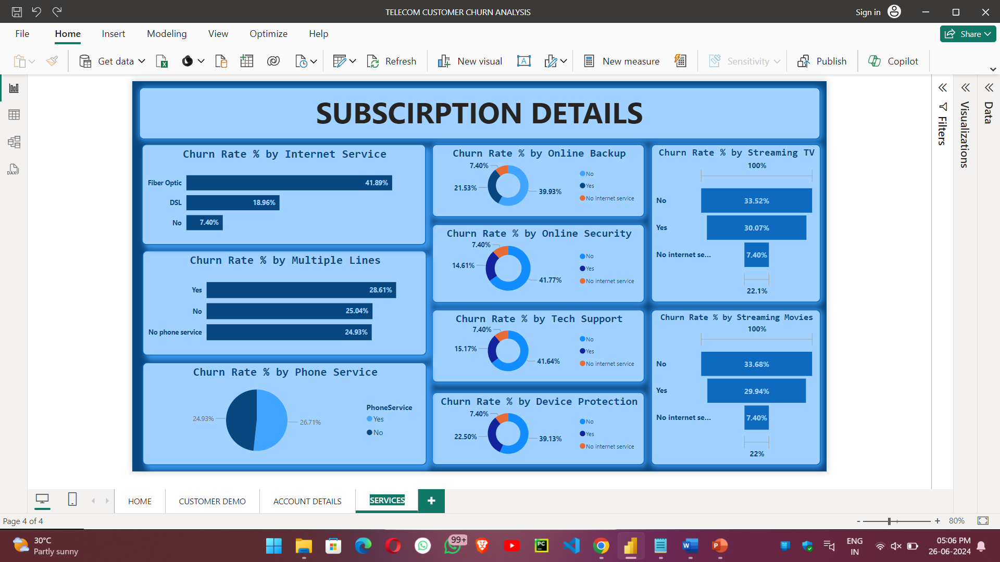 TELECOM CUSTOMER CHURN ANALYSIS
Sign in
File Home Insert Modeling View Optimize Help
Share
Get data
Refresh
New visual
New measure
Sensitivity
Publish
Copilot
SUBSCIRPTION DETAILS
Churn Rate % by Internet Service
Fiber Optic 41.89%
DSL 18.96%
No 7.40%
Churn Rate % by Multiple Lines
Yes 28.61%
No 25.04%
No phone service 24.93%
Churn Rate % by Phone Service
24.93%
26.71%
PhoneService
Yes
No
Churn Rate % by Online Backup
7.40%
21.53%
39.93%
No
Yes
No internet service
Churn Rate % by Online Security
7.40%
14.61%
41.77%
No
Yes
No internet service
Churn Rate % by Tech Support
7.40%
15.17%
41.64%
No
Yes
No internet service
Churn Rate % by Device Protection
7.40%
22.50%
39.13%
No
Yes
No internet service
Churn Rate % by Streaming TV
100%
No 33.52%
Yes 30.07%
No internet se... 7.40%
22.1%
Churn Rate % by Streaming Movies
100%
No 33.68%
Yes 29.94%
No internet se... 7.40%
22%
Filters
Visualizations
Data
DAX
HOME
CUSTOMER DEMO
ACCOUNT DETAILS
SERVICES
+
Page 4 of 4
- + 80%
30°C
Partly sunny
99+
PC
W
P
ENG
IN
05:06 PM
26-06-2024